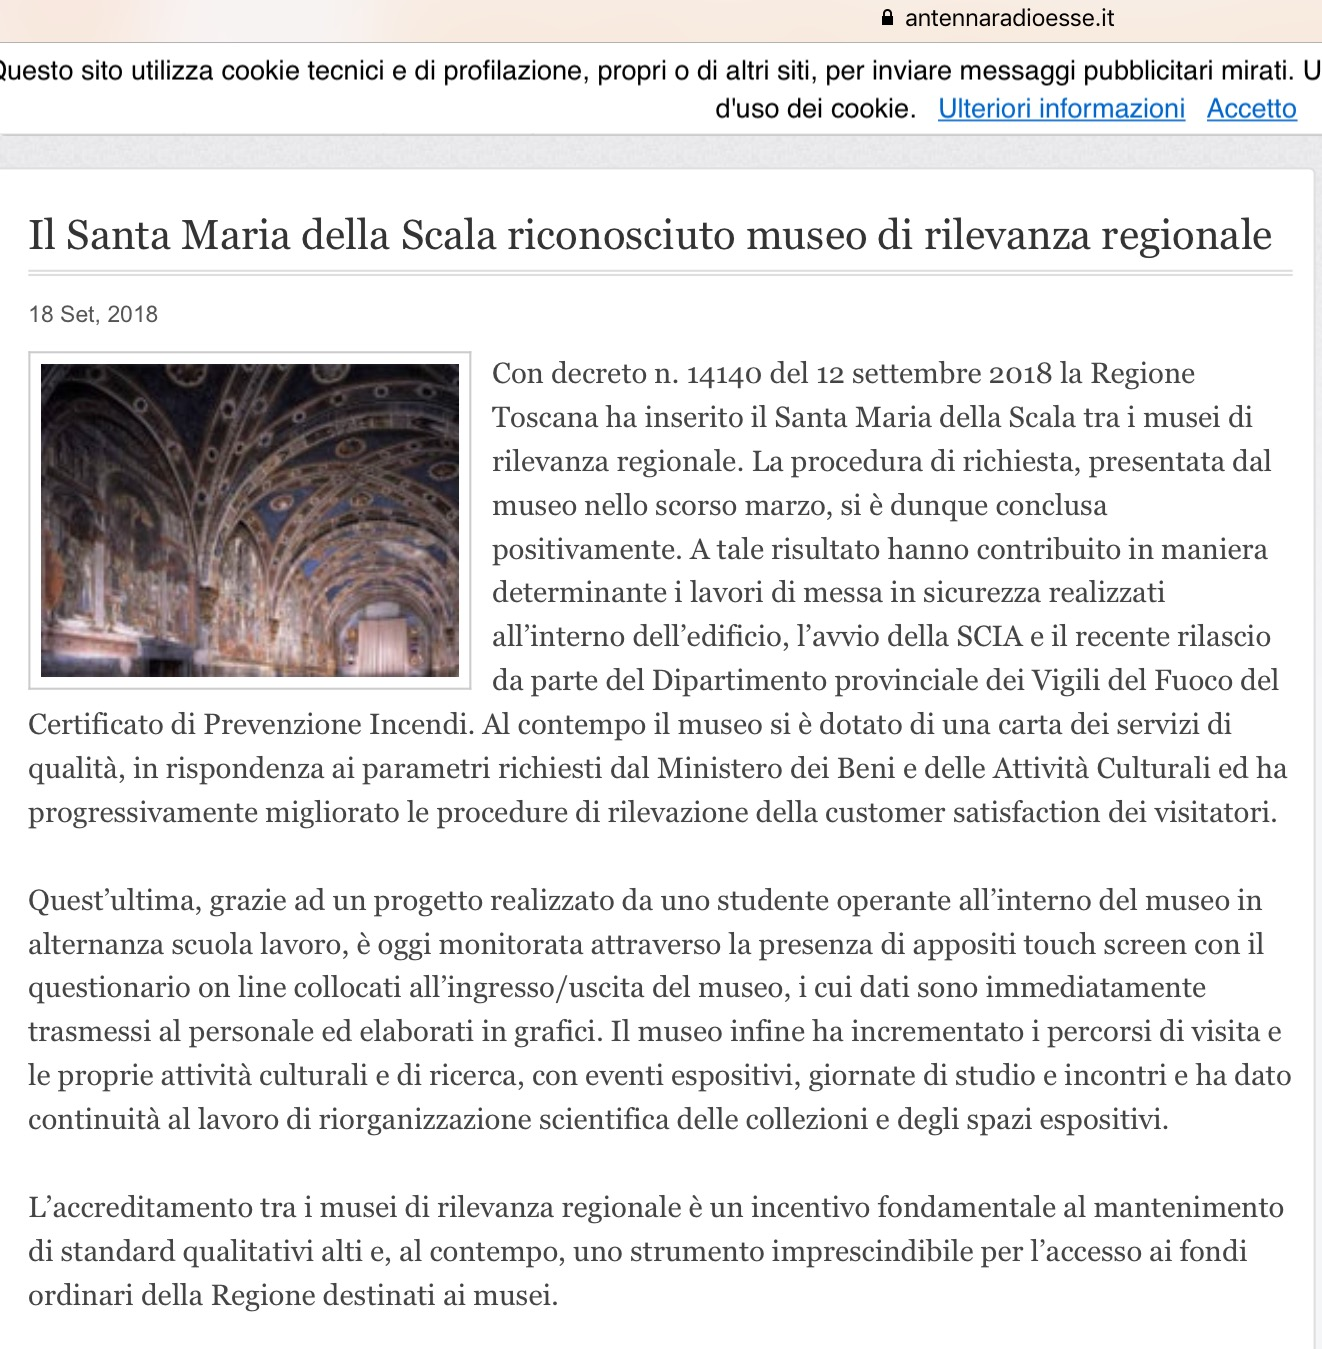 antennaradioesse.it
Questo sito utilizza cookie tecnici e di profilazione, propri o di altri siti, per inviare messaggi pubblicitari mirati. U
d'uso dei cookie. Ulteriori informazioni Accetto
Il Santa Maria della Scala riconosciuto museo di rilevanza regionale
18 Set, 2018
Con decreto n. 14140 del 12 settembre 2018 la Regione
Toscana ha inserito il Santa Maria della Scala tra i musei di
rilevanza regionale. La procedura di richiesta, presentata dal
museo nello scorso marzo, si è dunque conclusa
positivamente. A tale risultato hanno contribuito in maniera
determinante i lavori di messa in sicurezza realizzati
all’interno dell’edificio, l’avvio della SCIA e il recente rilascio
da parte del Dipartimento provinciale dei Vigili del Fuoco del
Certificato di Prevenzione Incendi. Al contempo il museo si è dotato di una carta dei servizi di
qualità, in rispondenza ai parametri richiesti dal Ministero dei Beni e delle Attività Culturali ed ha
progressivamente migliorato le procedure di rilevazione della customer satisfaction dei visitatori.
Quest’ultima, grazie ad un progetto realizzato da uno studente operante all’interno del museo in
alternanza scuola lavoro, è oggi monitorata attraverso la presenza di appositi touch screen con il
questionario on line collocati all’ingresso/uscita del museo, i cui dati sono immediatamente
trasmessi al personale ed elaborati in grafici. Il museo infine ha incrementato i percorsi di visita e
le proprie attività culturali e di ricerca, con eventi espositivi, giornate di studio e incontri e ha dato
continuità al lavoro di riorganizzazione scientifica delle collezioni e degli spazi espositivi.
L’accreditamento tra i musei di rilevanza regionale è un incentivo fondamentale al mantenimento
di standard qualitativi alti e, al contempo, uno strumento imprescindibile per l’accesso ai fondi
ordinari della Regione destinati ai musei.